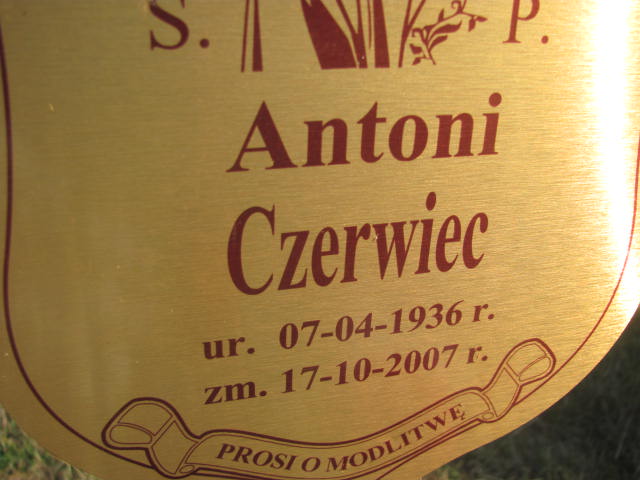 S. P.
Antoni
Czerwiec
ur. 07-04-1936 r.
zm. 17-10-2007 r.
PROSI O MODLITWĘ